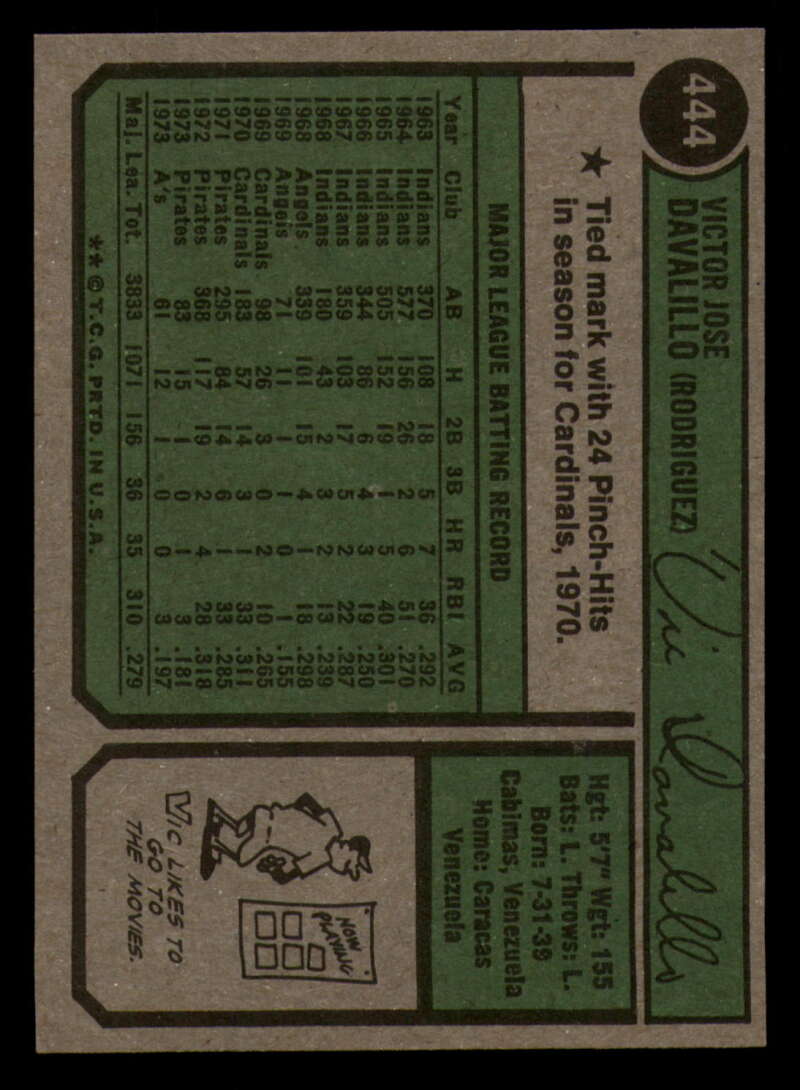 444
VICTOR JOSE
DAVALILLO (RODRIGUEZ)
Vic Davalillo
★ Tied mark with 24 Pinch-Hits
in season for Cardinals, 1970.
MAJOR LEAGUE BATTING RECORD
Year Club AB H 2B 3B HR RBI AVG
1963 Indians 370 108 18 5 7 36 .292
1964 Indians 577 156 26 2 6 51 .270
1965 Indians 505 152 19 1 5 40 .301
1966 Indians 344 86 6 4 3 19 .250
1967 Indians 359 103 17 5 2 22 .287
1968 Indians 180 43 2 3 2 13 .239
1968 Angels 339 101 15 4 1 18 .298
1969 Angels 71 11 1 1 0 1 .155
1969 Cardinals 98 26 3 0 2 10 .265
1970 Cardinals 183 57 14 3 1 33 .311
1971 Pirates 295 84 14 6 1 33 .285
1972 Pirates 368 117 19 2 4 28 .318
1973 Pirates 83 15 1 0 1 3 .181
1973 A's 61 12 1 0 0 3 .197
Maj. Lea. Tot. 3833 1071 156 36 35 310 .279
**© T.C.G. PRTD. IN U.S.A.
Hgt: 5'7" Wgt: 155
Bats: L. Throws: L.
Born: 7-31-39
Cabimas, Venezuela
Home: Caracas
Venezuela
NOW
PLAYING
VIC LIKES TO
GO TO
THE MOVIES.